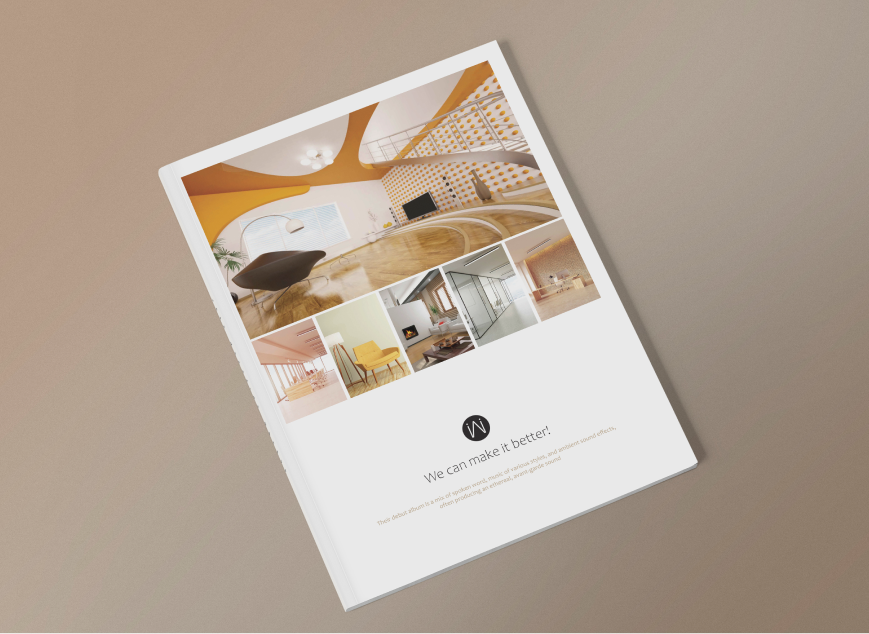 We can make it better!
Their debut album is a mix of spoken word, music of various styles, and ambient sound effects,
often producing an ethereal, avant-garde sound